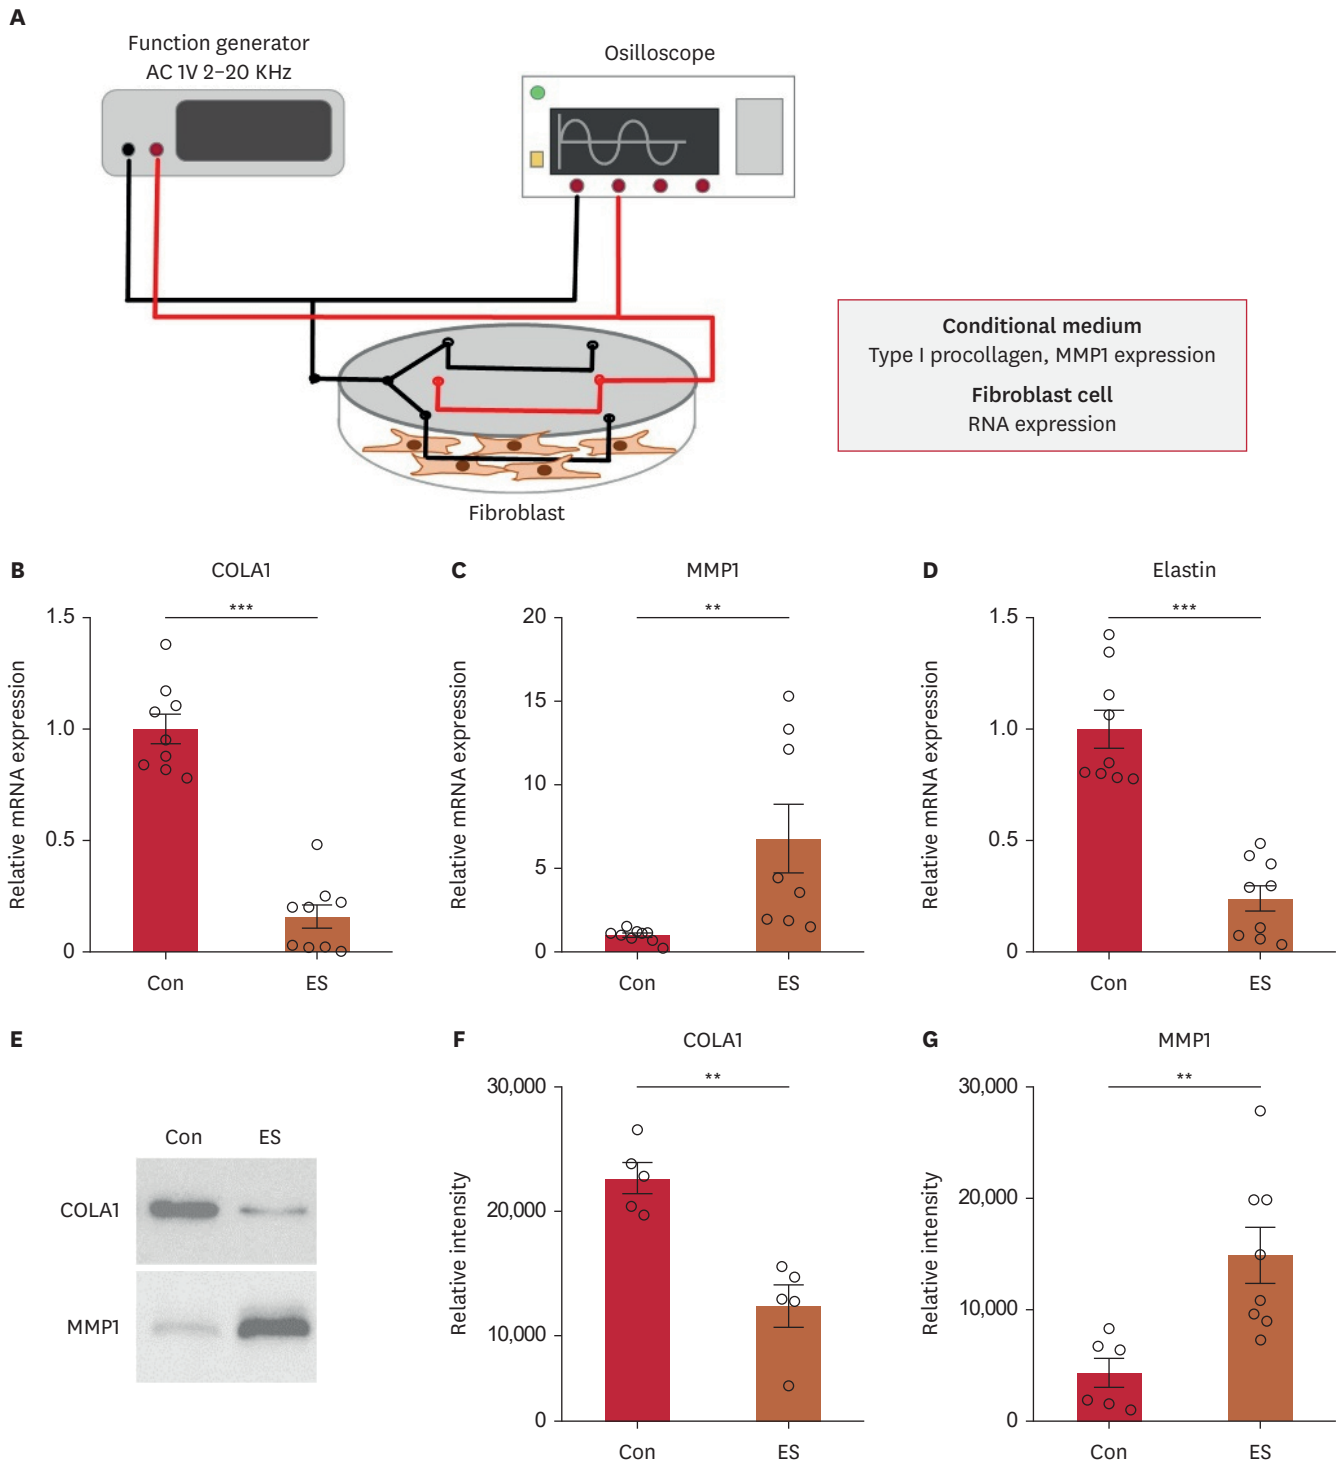 A
Function generator
AC 1V 2–20 KHz
Osilloscope
Conditional medium
Type I procollagen, MMP1 expression
Fibroblast cell
RNA expression
Fibroblast
B
COLA1
***
Relative mRNA expression
1.5
1.0
0.5
0
Con
ES
C
MMP1
**
Relative mRNA expression
20
15
10
5
0
Con
ES
D
Elastin
***
Relative mRNA expression
1.5
1.0
0.5
0
Con
ES
E
Con
ES
COLA1
MMP1
F
COLA1
**
Relative intensity
30,000
20,000
10,000
0
Con
ES
G
MMP1
**
Relative intensity
30,000
20,000
10,000
0
Con
ES